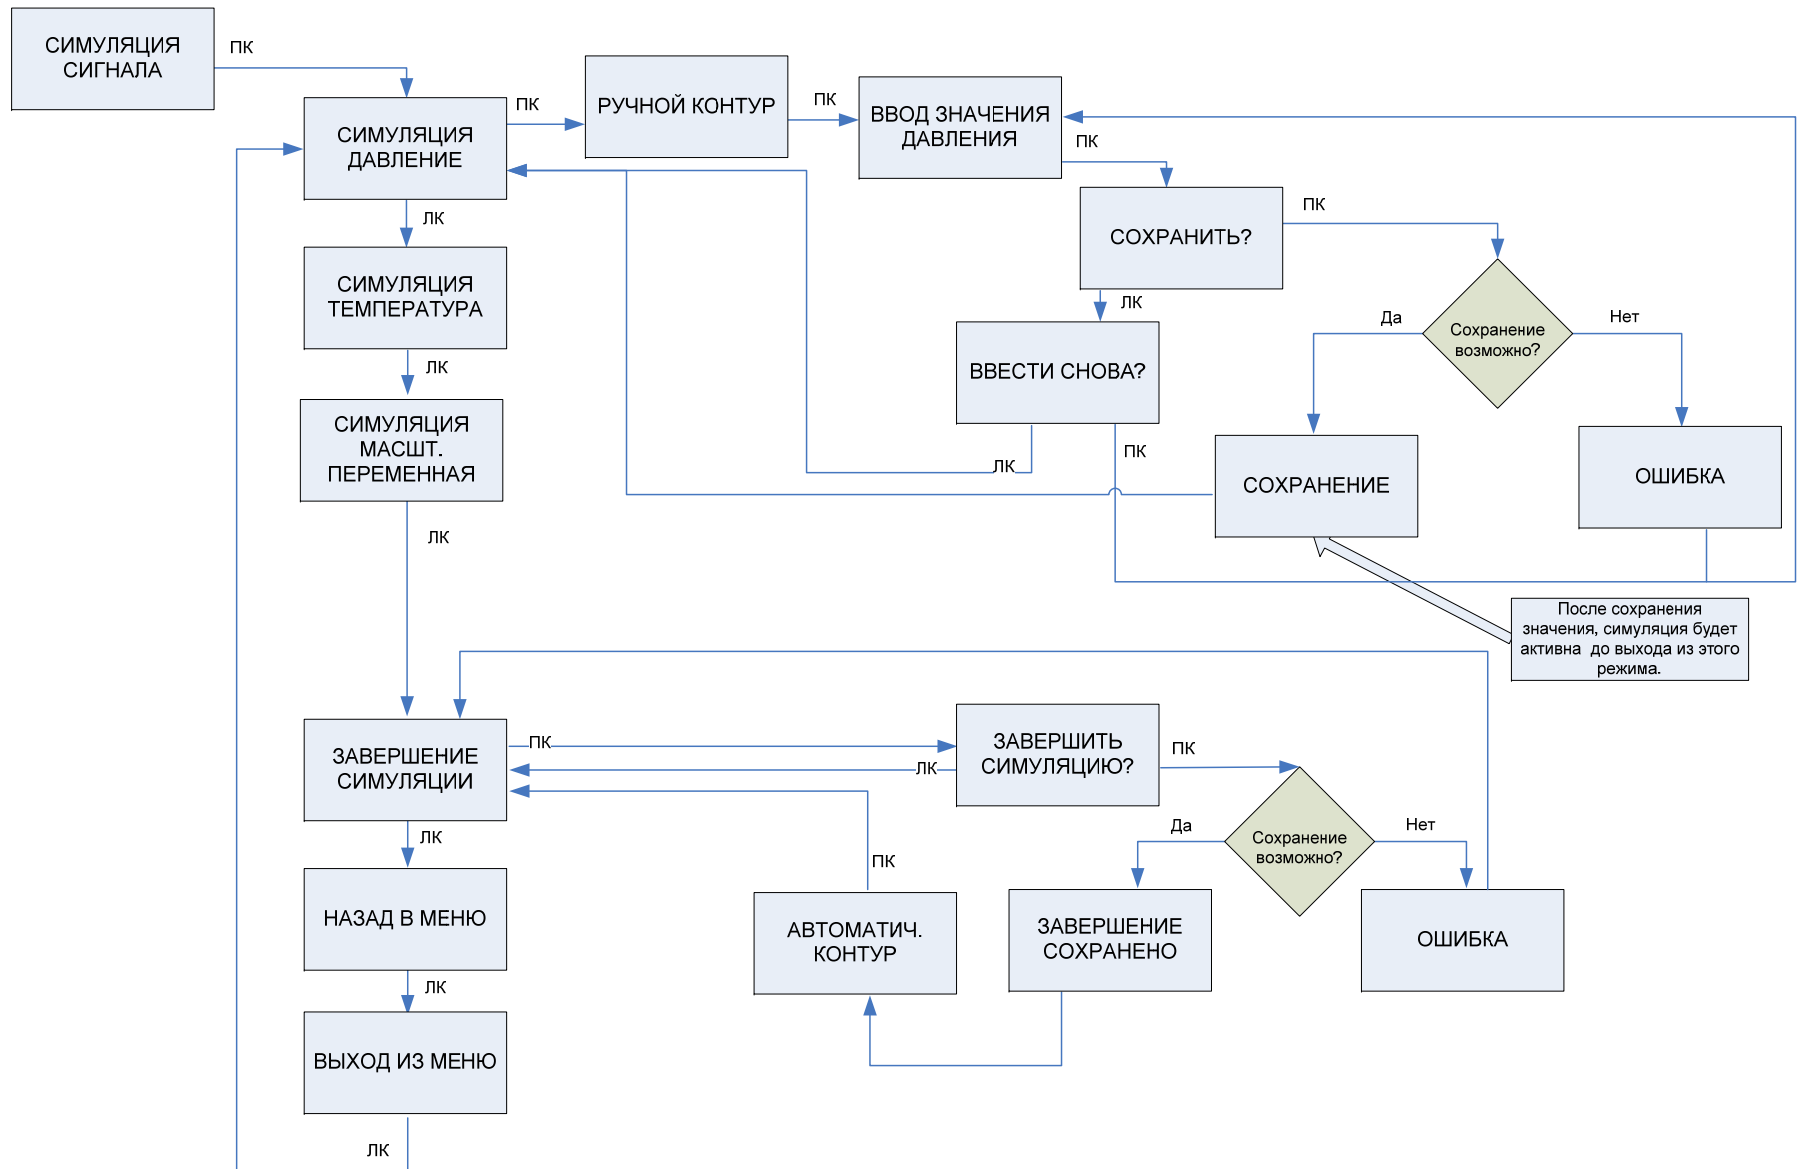 СИМУЛЯЦИЯ
СИГНАЛА
ПК
СИМУЛЯЦИЯ
ДАВЛЕНИЕ
ПК
РУЧНОЙ КОНТУР
ПК
ВВОД ЗНАЧЕНИЯ
ДАВЛЕНИЯ
ПК
СОХРАНИТЬ?
ПК
ЛК
СИМУЛЯЦИЯ
ТЕМПЕРАТУРА
ЛК
ВВЕСТИ СНОВА?
Сохранение
возможно?
Да
Нет
ЛК
СИМУЛЯЦИЯ
МАСШТ.
ПЕРЕМЕННАЯ
ЛК
ПК
СОХРАНЕНИЕ
ОШИБКА
ЛК
После сохранения
значения, симуляция будет
активна до выхода из этого
режима.
ЗАВЕРШЕНИЕ
СИМУЛЯЦИИ
ПК
ЛК
ЗАВЕРШИТЬ
СИМУЛЯЦИЮ?
ПК
Сохранение
возможно?
Да
Нет
ЛК
ПК
НАЗАД В МЕНЮ
АВТОМАТИЧ.
КОНТУР
ЗАВЕРШЕНИЕ
СОХРАНЕНО
ОШИБКА
ЛК
ВЫХОД ИЗ МЕНЮ
ЛК